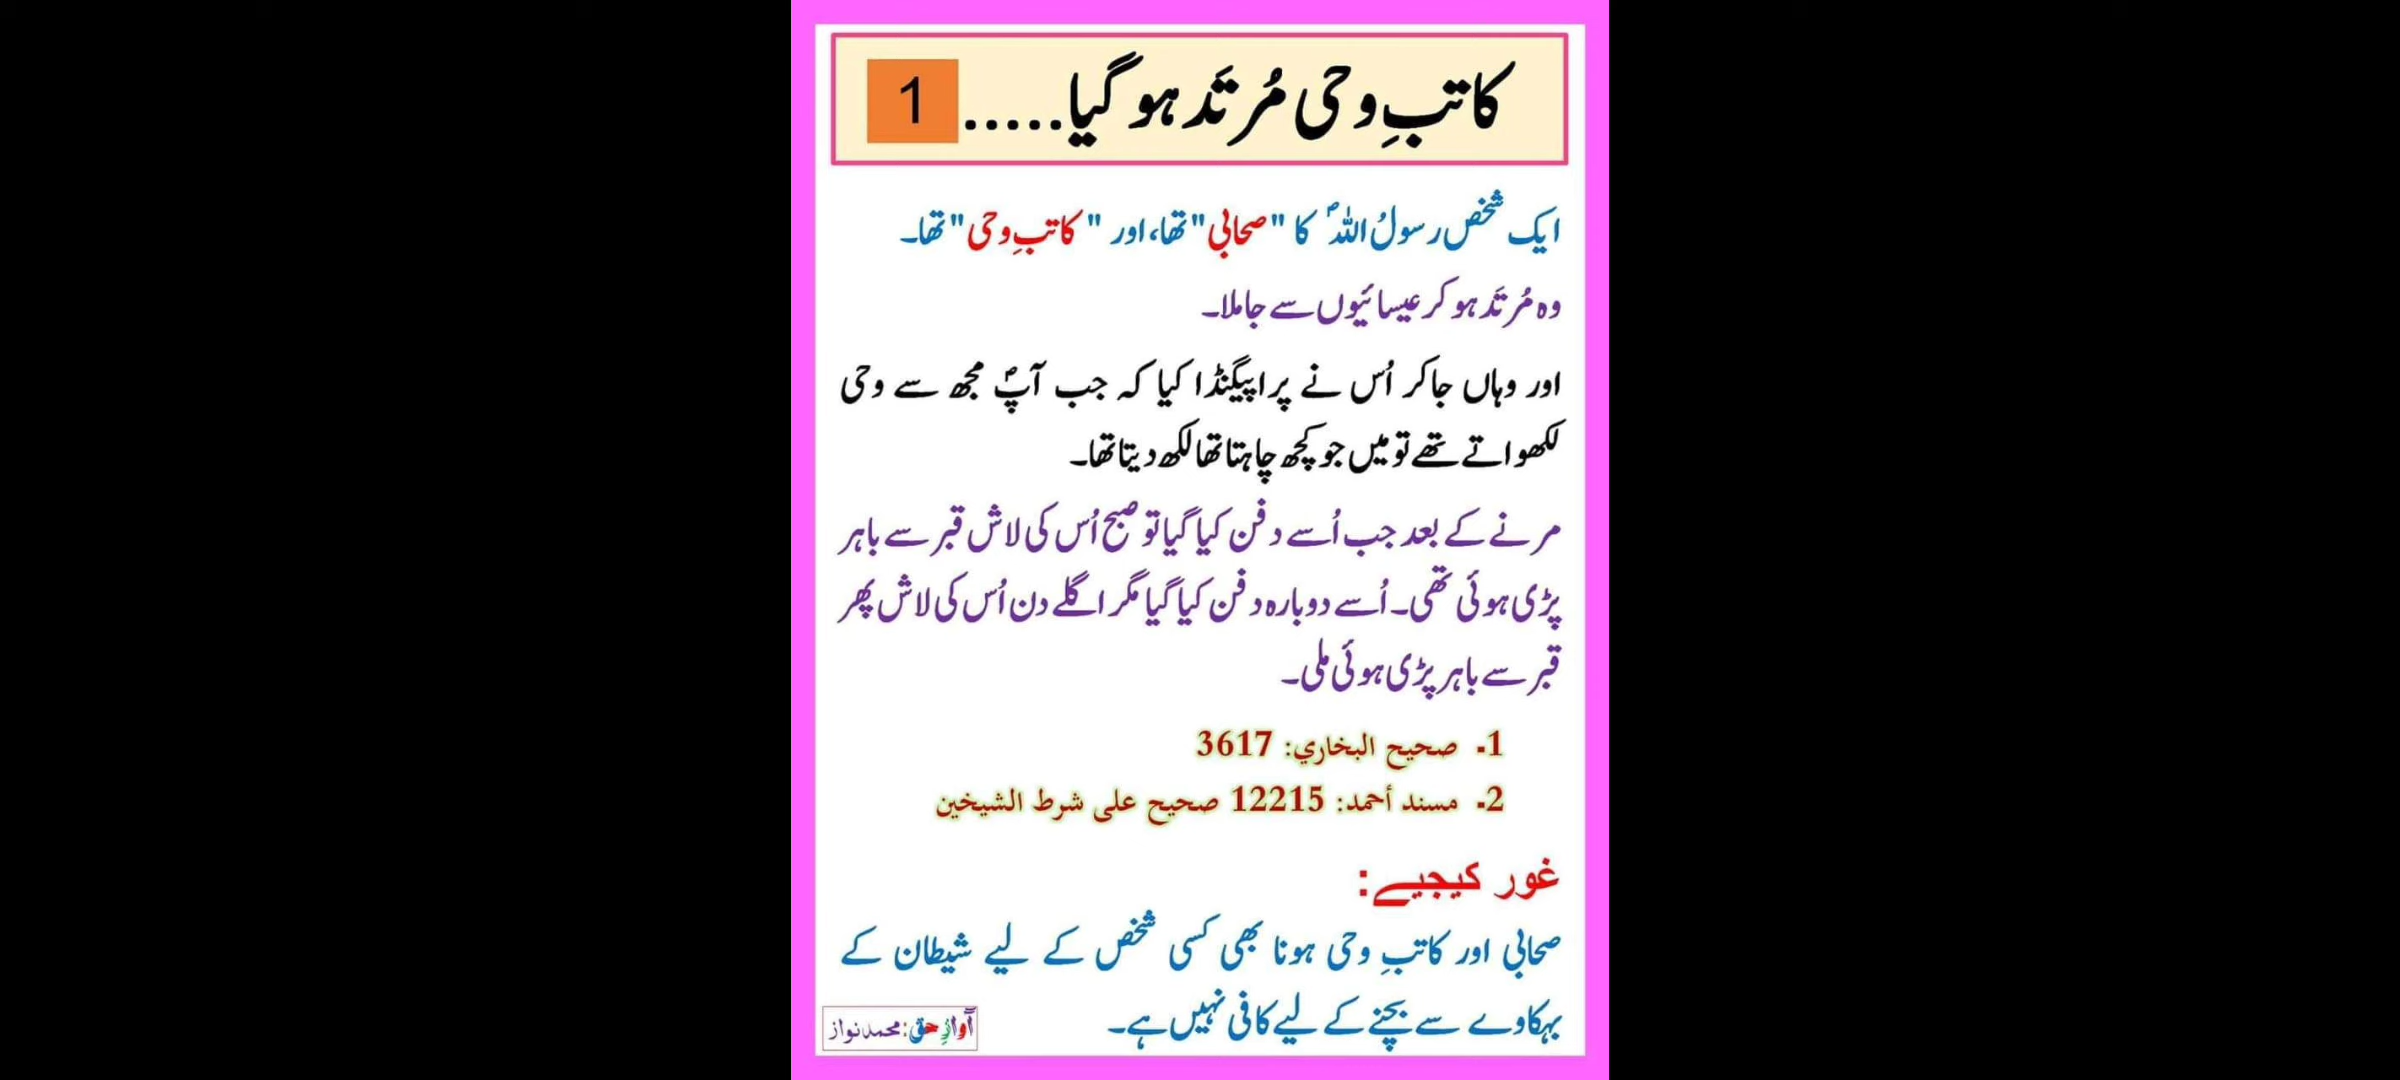 کاتبِ وحی مُرتَد ہو گیا..... 1
ایک شخص رسولُ اللہؐ کا "صحابی" تھا، اور "کاتبِ وحی" تھا۔
وہ مُرتَد ہو کر عیسائیوں سے جا ملا۔
اور وہاں جا کر اُس نے پراپیگنڈا کیا کہ جب آپؐ مجھ سے وحی
لکھواتے تھے تو میں جو کچھ چاہتا تھا لکھ دیتا تھا۔
مرنے کے بعد جب اُسے دفن کیا گیا تو صبح اُس کی لاش قبر سے باہر
پڑی ہوئی تھی۔ اُسے دوبارہ دفن کیا گیا مگر اگلے دن اُس کی لاش پھر
قبر سے باہر پڑی ہوئی ملی۔
1. صحيح البخاري: 3617
2. مسند أحمد: 12215 صحيح على شرط الشيخين
غور کیجیے:
صحابی اور کاتبِ وحی ہونا بھی کسی شخص کے لیے شیطان کے
بہکاوے سے بچنے کے لیے کافی نہیں ہے۔
آوازِ حق: محمد نواز